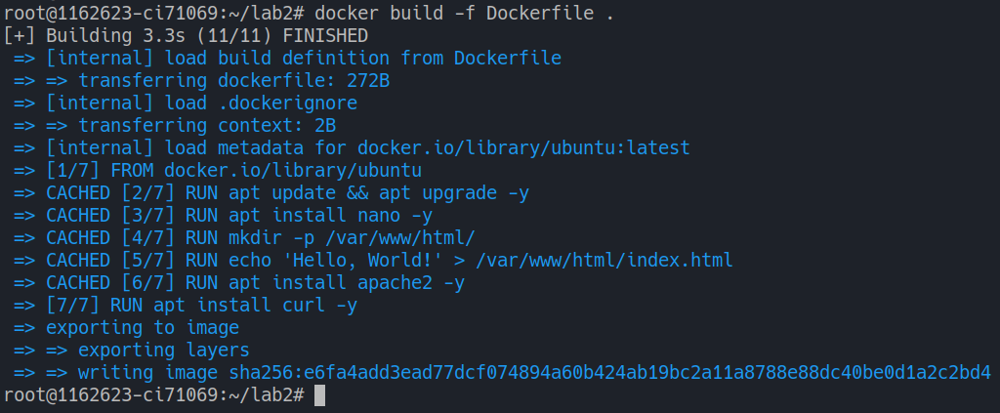 root@1162623-ci71069:~/lab2# docker build -f Dockerfile .
[+] Building 3.3s (11/11) FINISHED
=> [internal] load build definition from Dockerfile
=> => transferring dockerfile: 272B
=> [internal] load .dockerignore
=> => transferring context: 2B
=> [internal] load metadata for docker.io/library/ubuntu:latest
=> [1/7] FROM docker.io/library/ubuntu
=> CACHED [2/7] RUN apt update && apt upgrade -y
=> CACHED [3/7] RUN apt install nano -y
=> CACHED [4/7] RUN mkdir -p /var/www/html/
=> CACHED [5/7] RUN echo 'Hello, World!' > /var/www/html/index.html
=> CACHED [6/7] RUN apt install apache2 -y
=> [7/7] RUN apt install curl -y
=> exporting to image
=> => exporting layers
=> => writing image sha256:e6fa4add3ead77dcf074894a60b424ab19bc2a11a8788e88dc40be0d1a2c2bd4
root@1162623-ci71069:~/lab2#